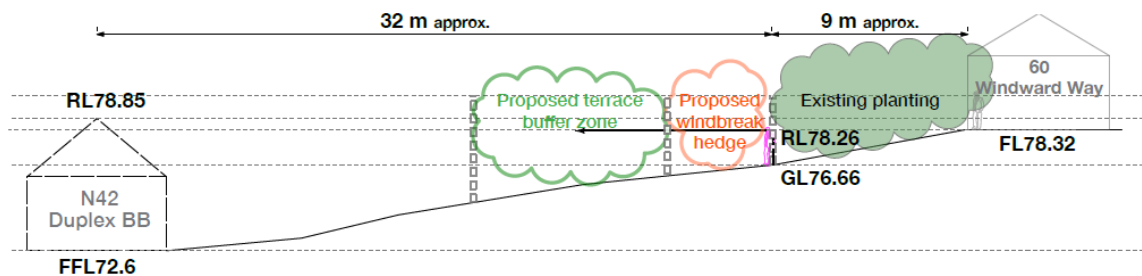 32 m approx.
9 m approx.
60
Windward Way
RL78.85
Proposed terrace
buffer zone
Proposed
windbreak
hedge
Existing planting
RL78.26
FL78.32
GL76.66
N42
Duplex BB
FFL72.6